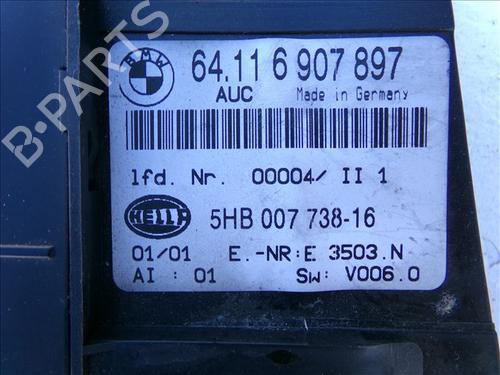 BMW
64.11 6 907 897
AUC Made in Germany
lfd. Nr. 00004/ II 1
HELLA
5HB 007 738-16
01/01 E.-NR:E 3503.N
AI : 01 Sw: V006.0
B-PARTS